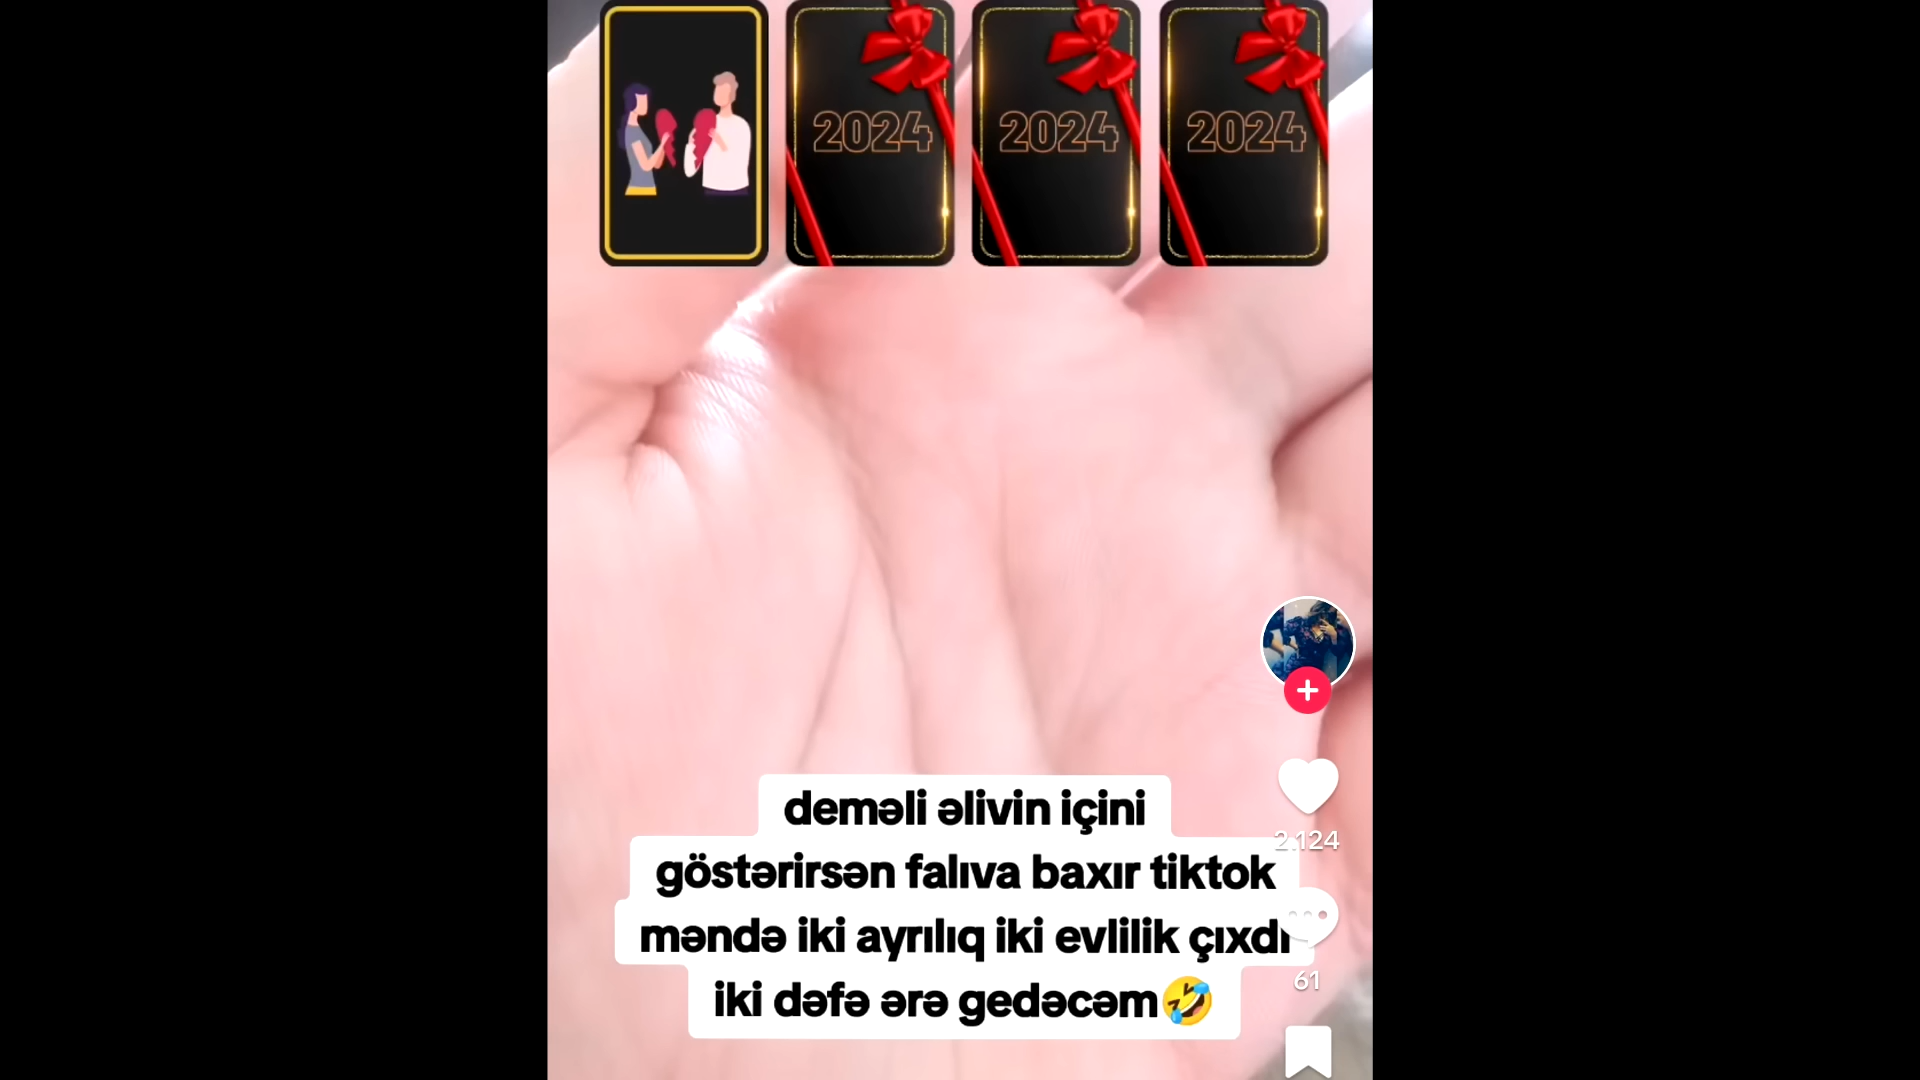 2024 2024 2024
deməli əlivin içini
göstərirsən falıva baxır tiktok
məndə iki ayrılıq iki evlilik çıxdı
iki dəfə ərə gedəcəm🤣
2.124
61